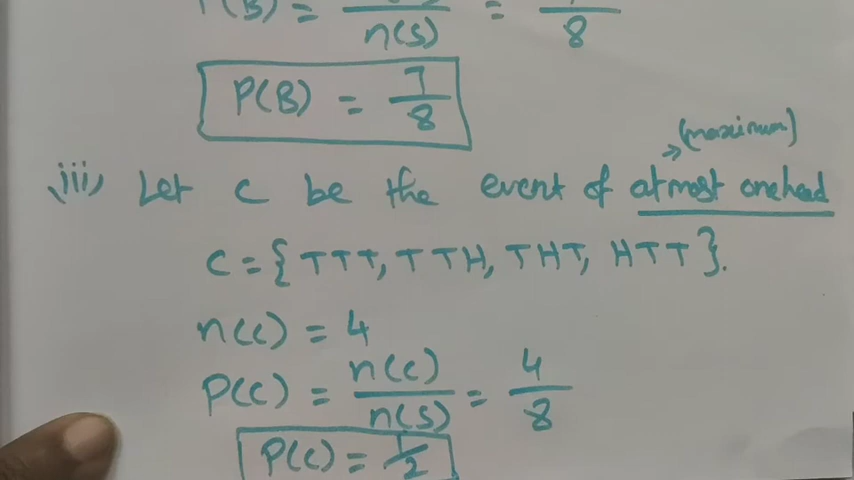 P(B) = ─── = ───
n(S) 8
P(B) = 7/8
(maximum)
iii) Let C be the event of atmost one head
C = { TTT, TTH, THT, HTT }.
n(C) = 4
P(C) = n(C)/n(S) = 4/8
P(C) = 1/2